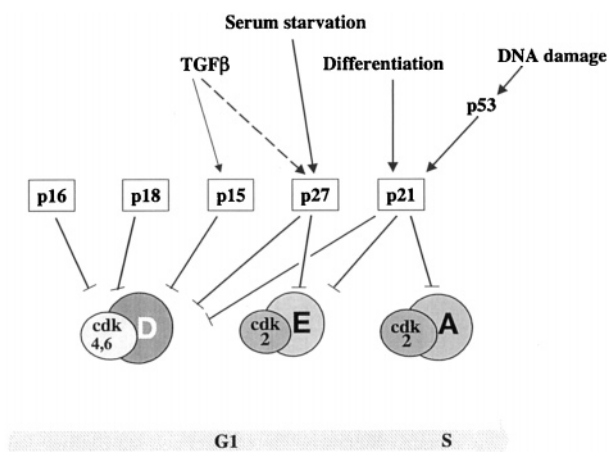 Serum starvation
TGFβ
Differentiation
DNA damage
p53
p16
p18
p15
p27
p21
cdk
4,6
D
cdk
2
E
cdk
2
A
G1
S